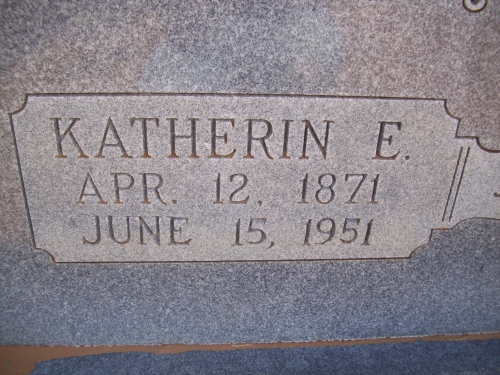 KATHERIN E.
APR. 12, 1871
JUNE 15, 1951